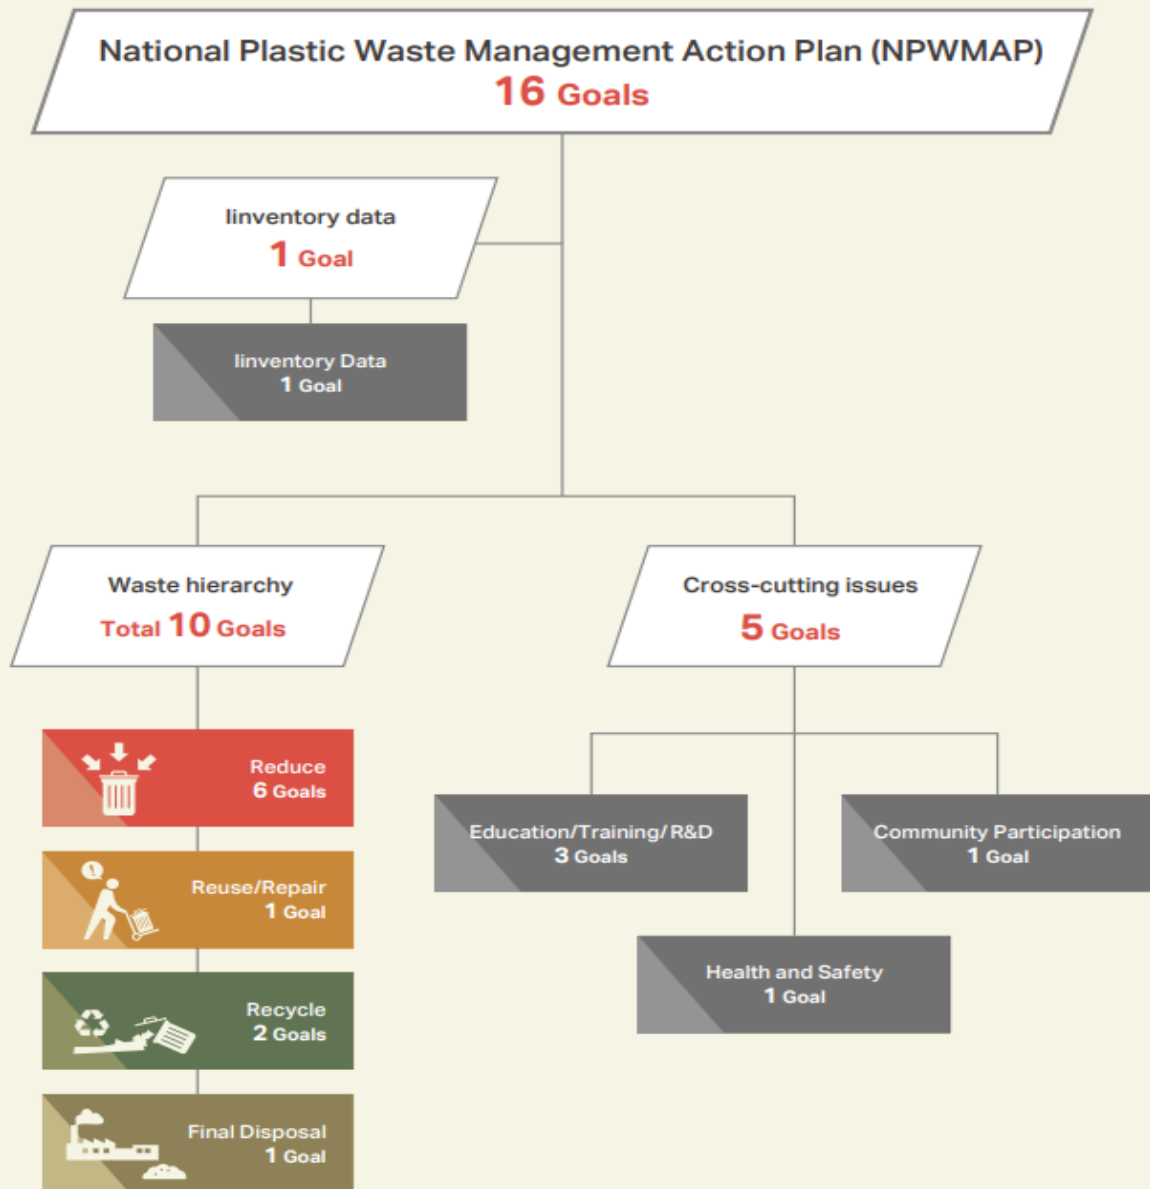 National Plastic Waste Management Action Plan (NPWMAP)
16 Goals
Iinventory data
1 Goal
Iinventory Data
1 Goal
Waste hierarchy
Total 10 Goals
Reduce
6 Goals
Reuse/Repair
1 Goal
Recycle
2 Goals
Final Disposal
1 Goal
Cross-cutting issues
5 Goals
Education/Training/R&D
3 Goals
Community Participation
1 Goal
Health and Safety
1 Goal